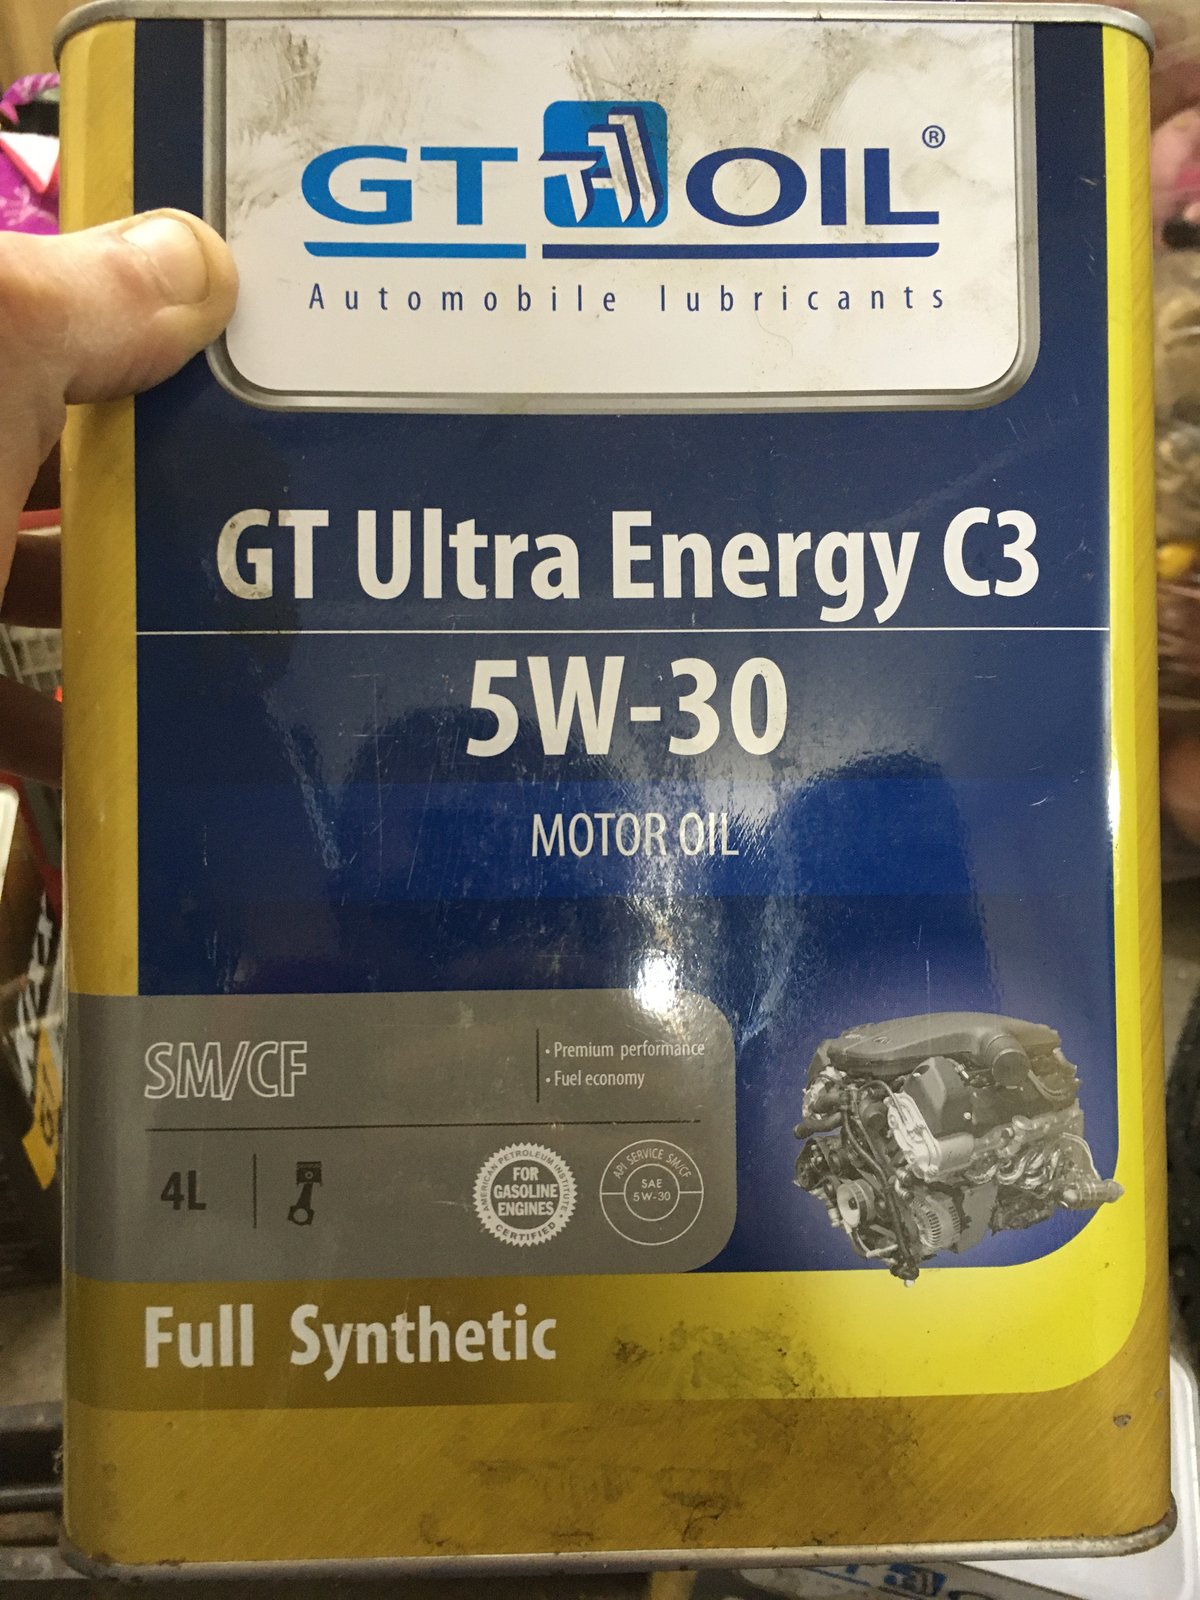 GT OIL®
Automobile lubricants
GT Ultra Energy C3
5W-30
MOTOR OIL
SM/CF
• Premium performance
• Fuel economy
4L
AMERICAN PETROLEUM INSTITUTE
FOR
GASOLINE
ENGINES
CERTIFIED
API SERVICE SM/CF
SAE
5W-30
Full Synthetic